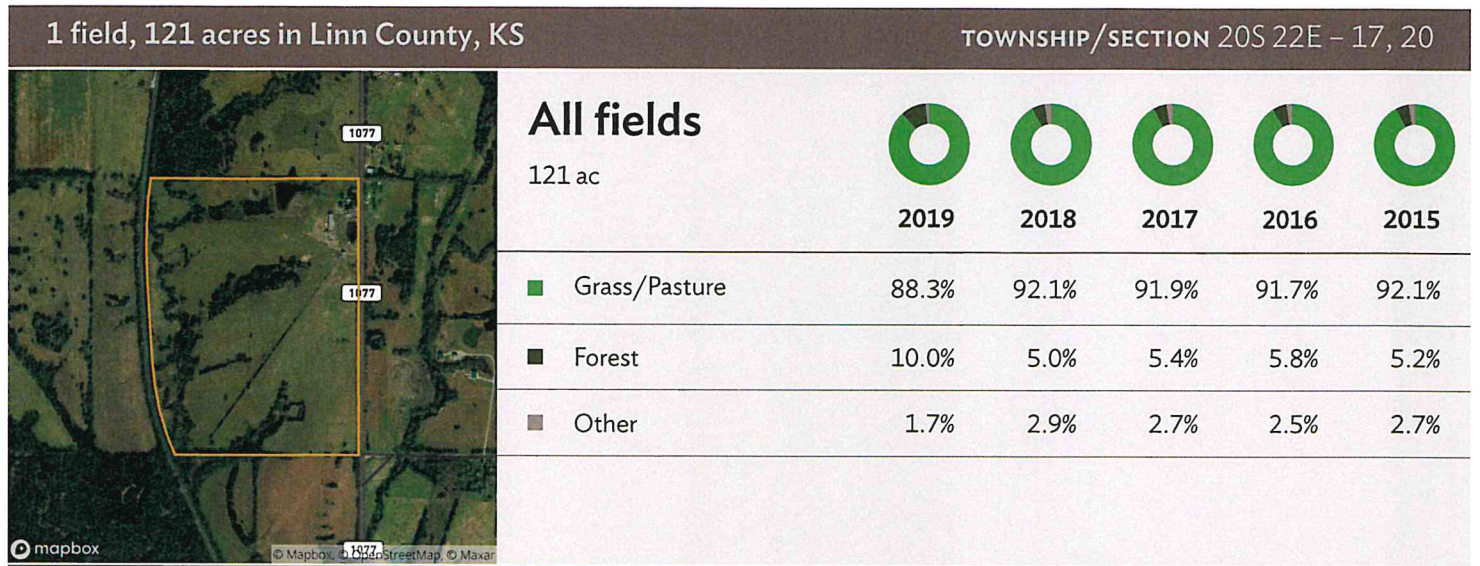 1 field, 121 acres in Linn County, KS
TOWNSHIP/SECTION 20S 22E – 17, 20
1077
1077
1077
mapbox
© Mapbox, © OpenStreetMap, © Maxar
All fields
121 ac
2019 2018 2017 2016 2015
Grass/Pasture 88.3% 92.1% 91.9% 91.7% 92.1%
Forest 10.0% 5.0% 5.4% 5.8% 5.2%
Other 1.7% 2.9% 2.7% 2.5% 2.7%